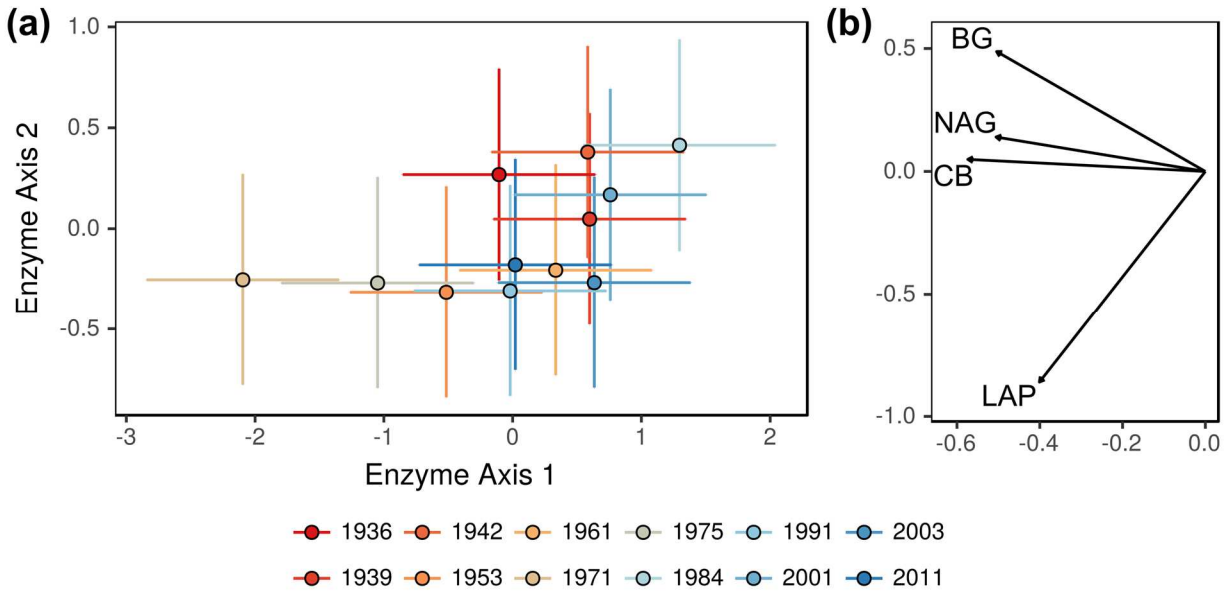 (a)
1.0
0.5
0.0
-0.5
Enzyme Axis 2
-3 -2 -1 0 1 2
Enzyme Axis 1
(b)
0.5
0.0
-0.5
-1.0
BG
NAG
CB
LAP
-0.6 -0.4 -0.2 0.0
1936 1942 1961 1975 1991 2003
1939 1953 1971 1984 2001 2011